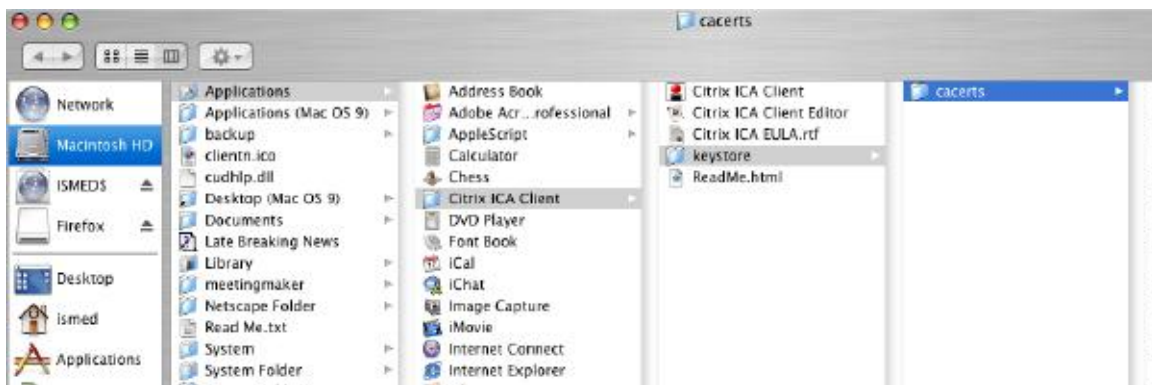 cacerts
Network
Macintosh HD
ISMED$
Firefox
Desktop
ismed
Applications
Applications
Applications (Mac OS 9)
backup
clientn.ico
cudhlp.dll
Desktop (Mac OS 9)
Documents
Late Breaking News
Library
meetingmaker
Netscape Folder
Read Me.txt
System
System Folder
Address Book
Adobe Acr...rofessional
AppleScript
Calculator
Chess
Citrix ICA Client
DVD Player
Font Book
iCal
iChat
Image Capture
iMovie
Internet Connect
Internet Explorer
Citrix ICA Client
Citrix ICA Client Editor
Citrix ICA EULA.rtf
keystore
ReadMe.html
cacerts